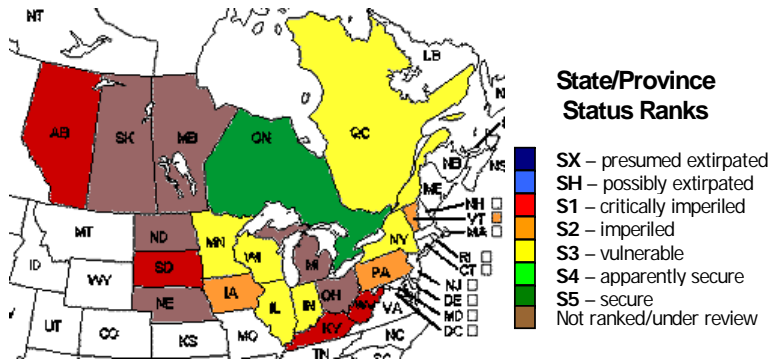 NT
LB
AB
SK
MB
ON
QC
NB
NS
ME
NH
VT
MA
MT
ND
MN
WI
NY
RI
CT
ID
WY
SD
MI
PA
NJ
DE
MD
DC
NE
IA
IL
IN
OH
WV
VA
UT
CO
KS
MO
KY
NC
TN
SC
State/Province
Status Ranks
SX – presumed extirpated
SH – possibly extirpated
S1 – critically imperiled
S2 – imperiled
S3 – vulnerable
S4 – apparently secure
S5 – secure
Not ranked/under review